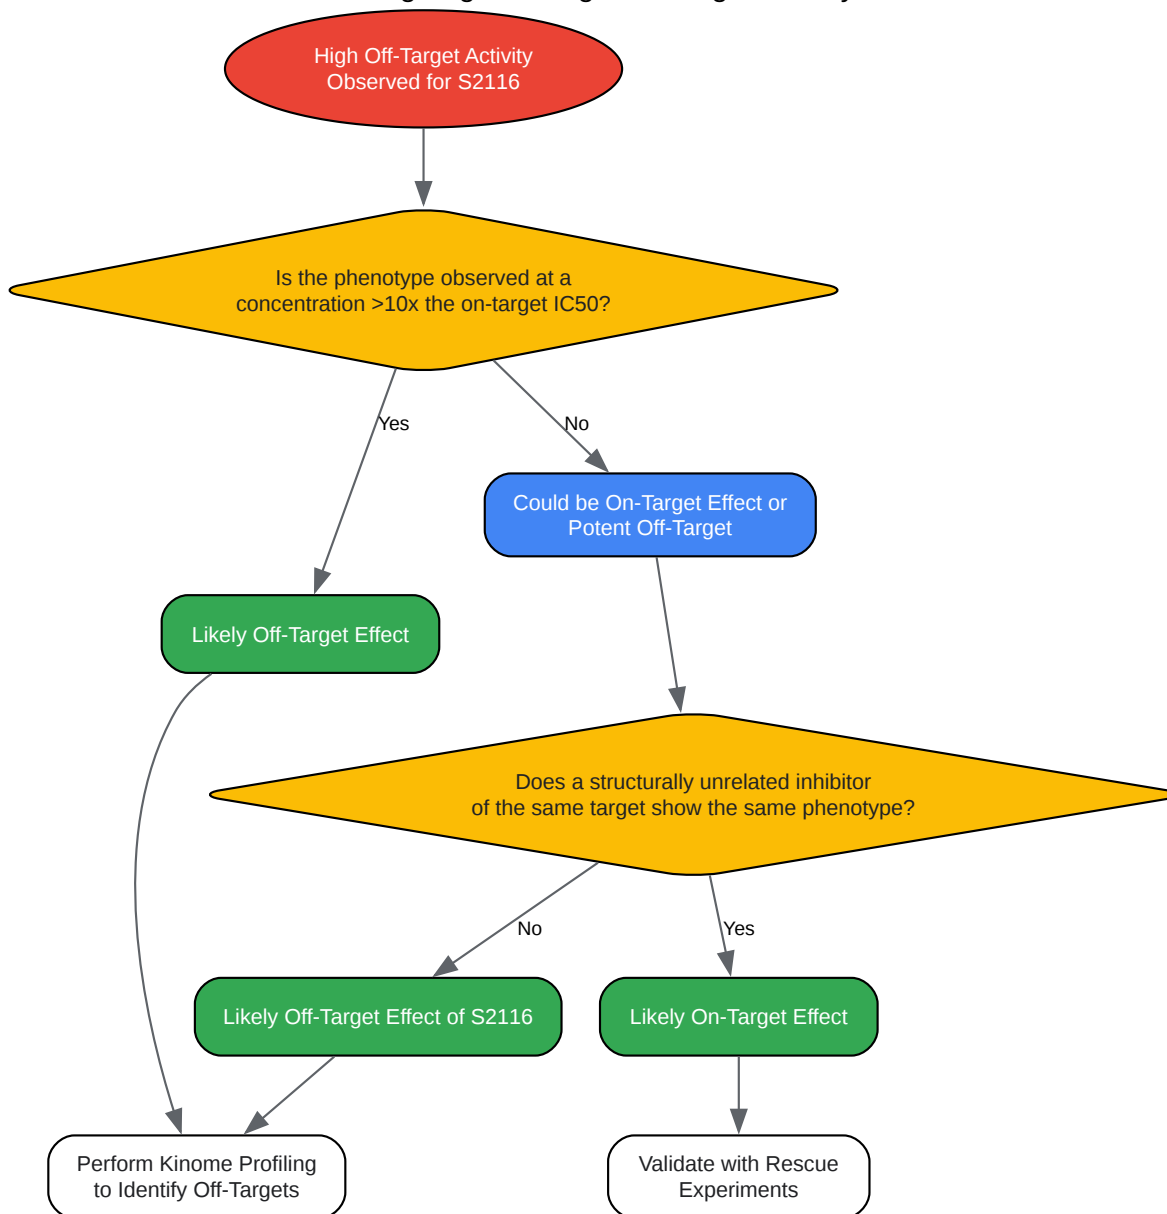 High Off-Target Activity
Observed for S2116
Is the phenotype observed at a
concentration >10x the on-target IC50?
Yes
No
Could be On-Target Effect or
Potent Off-Target
Likely Off-Target Effect
Does a structurally unrelated inhibitor
of the same target show the same phenotype?
No
Yes
Likely Off-Target Effect of S2116
Likely On-Target Effect
Perform Kinome Profiling
to Identify Off-Targets
Validate with Rescue
Experiments